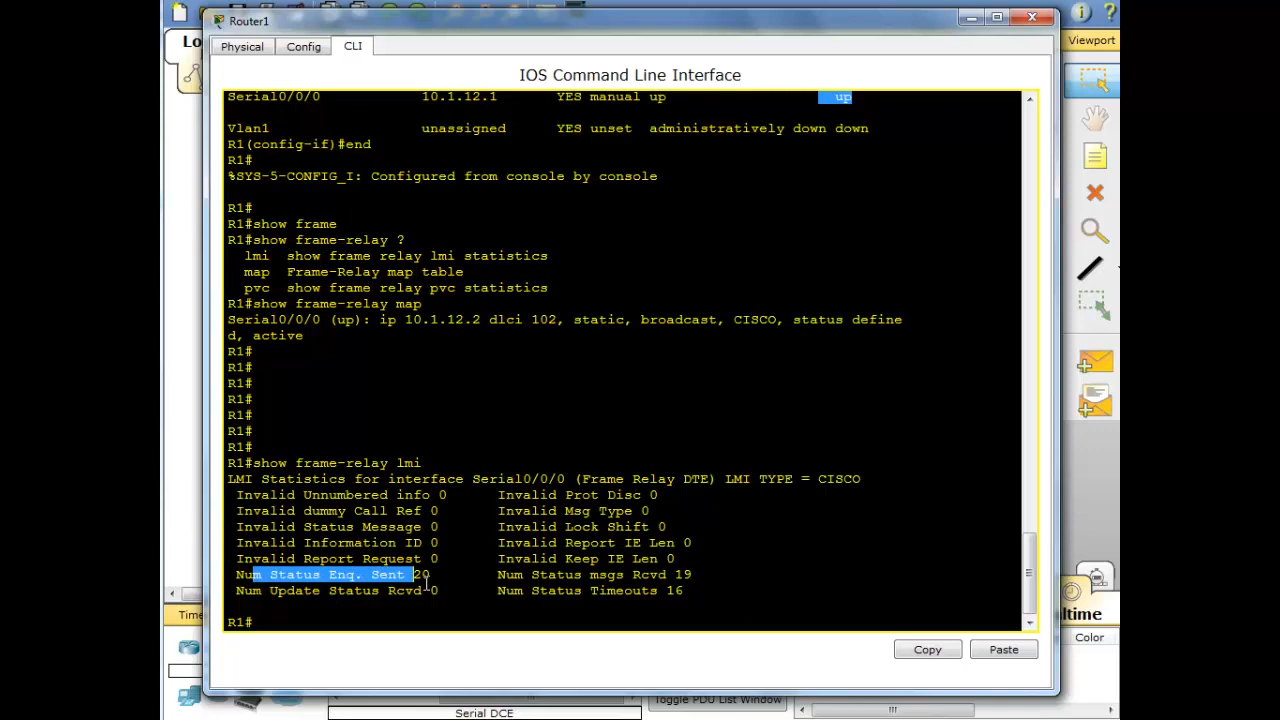 Router1
Lo
Viewport
Physical Config CLI
IOS Command Line Interface
Serial0/0/0 10.1.12.1 YES manual up up
Vlan1 unassigned YES unset administratively down down
R1(config-if)#end
R1#
%SYS-5-CONFIG_I: Configured from console by console
R1#
R1#show frame
R1#show frame-relay ?
lmi show frame relay lmi statistics
map Frame-Relay map table
pvc show frame relay pvc statistics
R1#show frame-relay map
Serial0/0/0 (up): ip 10.1.12.2 dlci 102, static, broadcast, CISCO, status define
d, active
R1#
R1#
R1#
R1#
R1#
R1#
R1#
R1#show frame-relay lmi
LMI Statistics for interface Serial0/0/0 (Frame Relay DTE) LMI TYPE = CISCO
Invalid Unnumbered info 0 Invalid Prot Disc 0
Invalid dummy Call Ref 0 Invalid Msg Type 0
Invalid Status Message 0 Invalid Lock Shift 0
Invalid Information ID 0 Invalid Report IE Len 0
Invalid Report Request 0 Invalid Keep IE Len 0
Num Status Enq. Sent 20 Num Status msgs Rcvd 19
Num Update Status Rcvd 0 Num Status Timeouts 16
R1#
Time
ltime
Color
Copy Paste
Toggle PDU List Window
Serial DCE